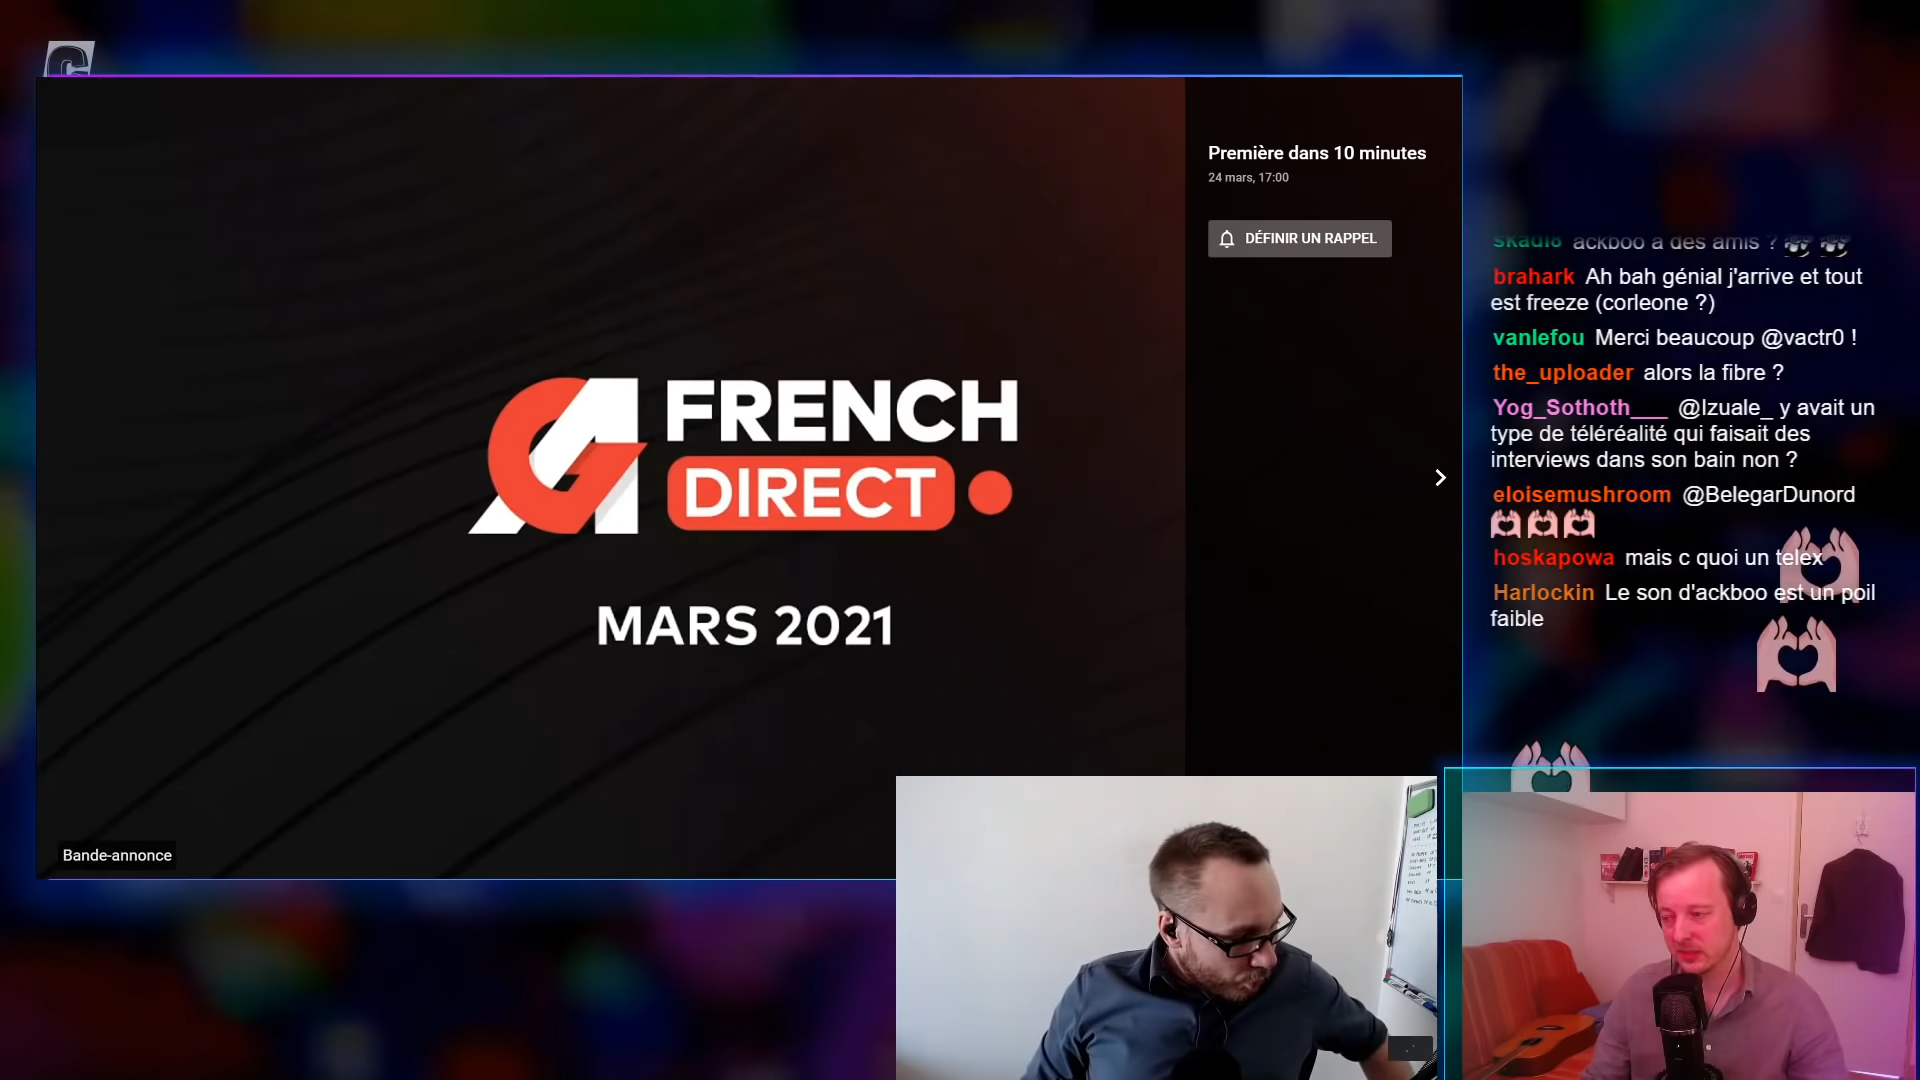 FRENCH
DIRECT
MARS 2021
Bande-annonce
Première dans 10 minutes
24 mars, 17:00
DÉFINIR UN RAPPEL
skadi8 ackboo a des amis ?
brahark Ah bah génial j'arrive et tout
est freeze (corleone ?)
vanlefou Merci beaucoup @vactr0 !
the_uploader alors la fibre ?
Yog_Sothoth___ @Izuale_ y avait un
type de téléréalité qui faisait des
interviews dans son bain non ?
eloisemushroom @BelegarDunord
hoskapowa mais c quoi un telex
Harlockin Le son d'ackboo est un poil
faible